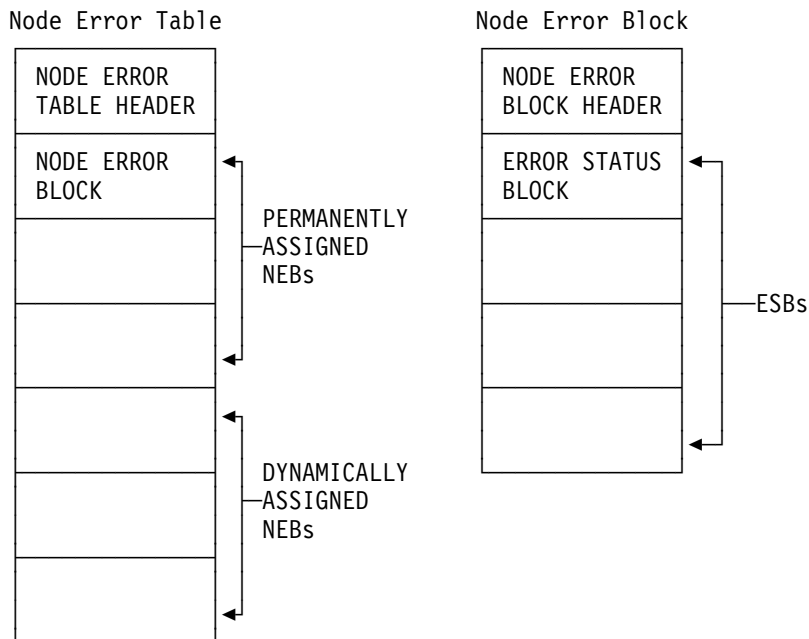 Node Error Table
NODE ERROR
TABLE HEADER
NODE ERROR
BLOCK
PERMANENTLY
ASSIGNED
NEBs
DYNAMICALLY
ASSIGNED
NEBs
Node Error Block
NODE ERROR
BLOCK HEADER
ERROR STATUS
BLOCK
ESBs